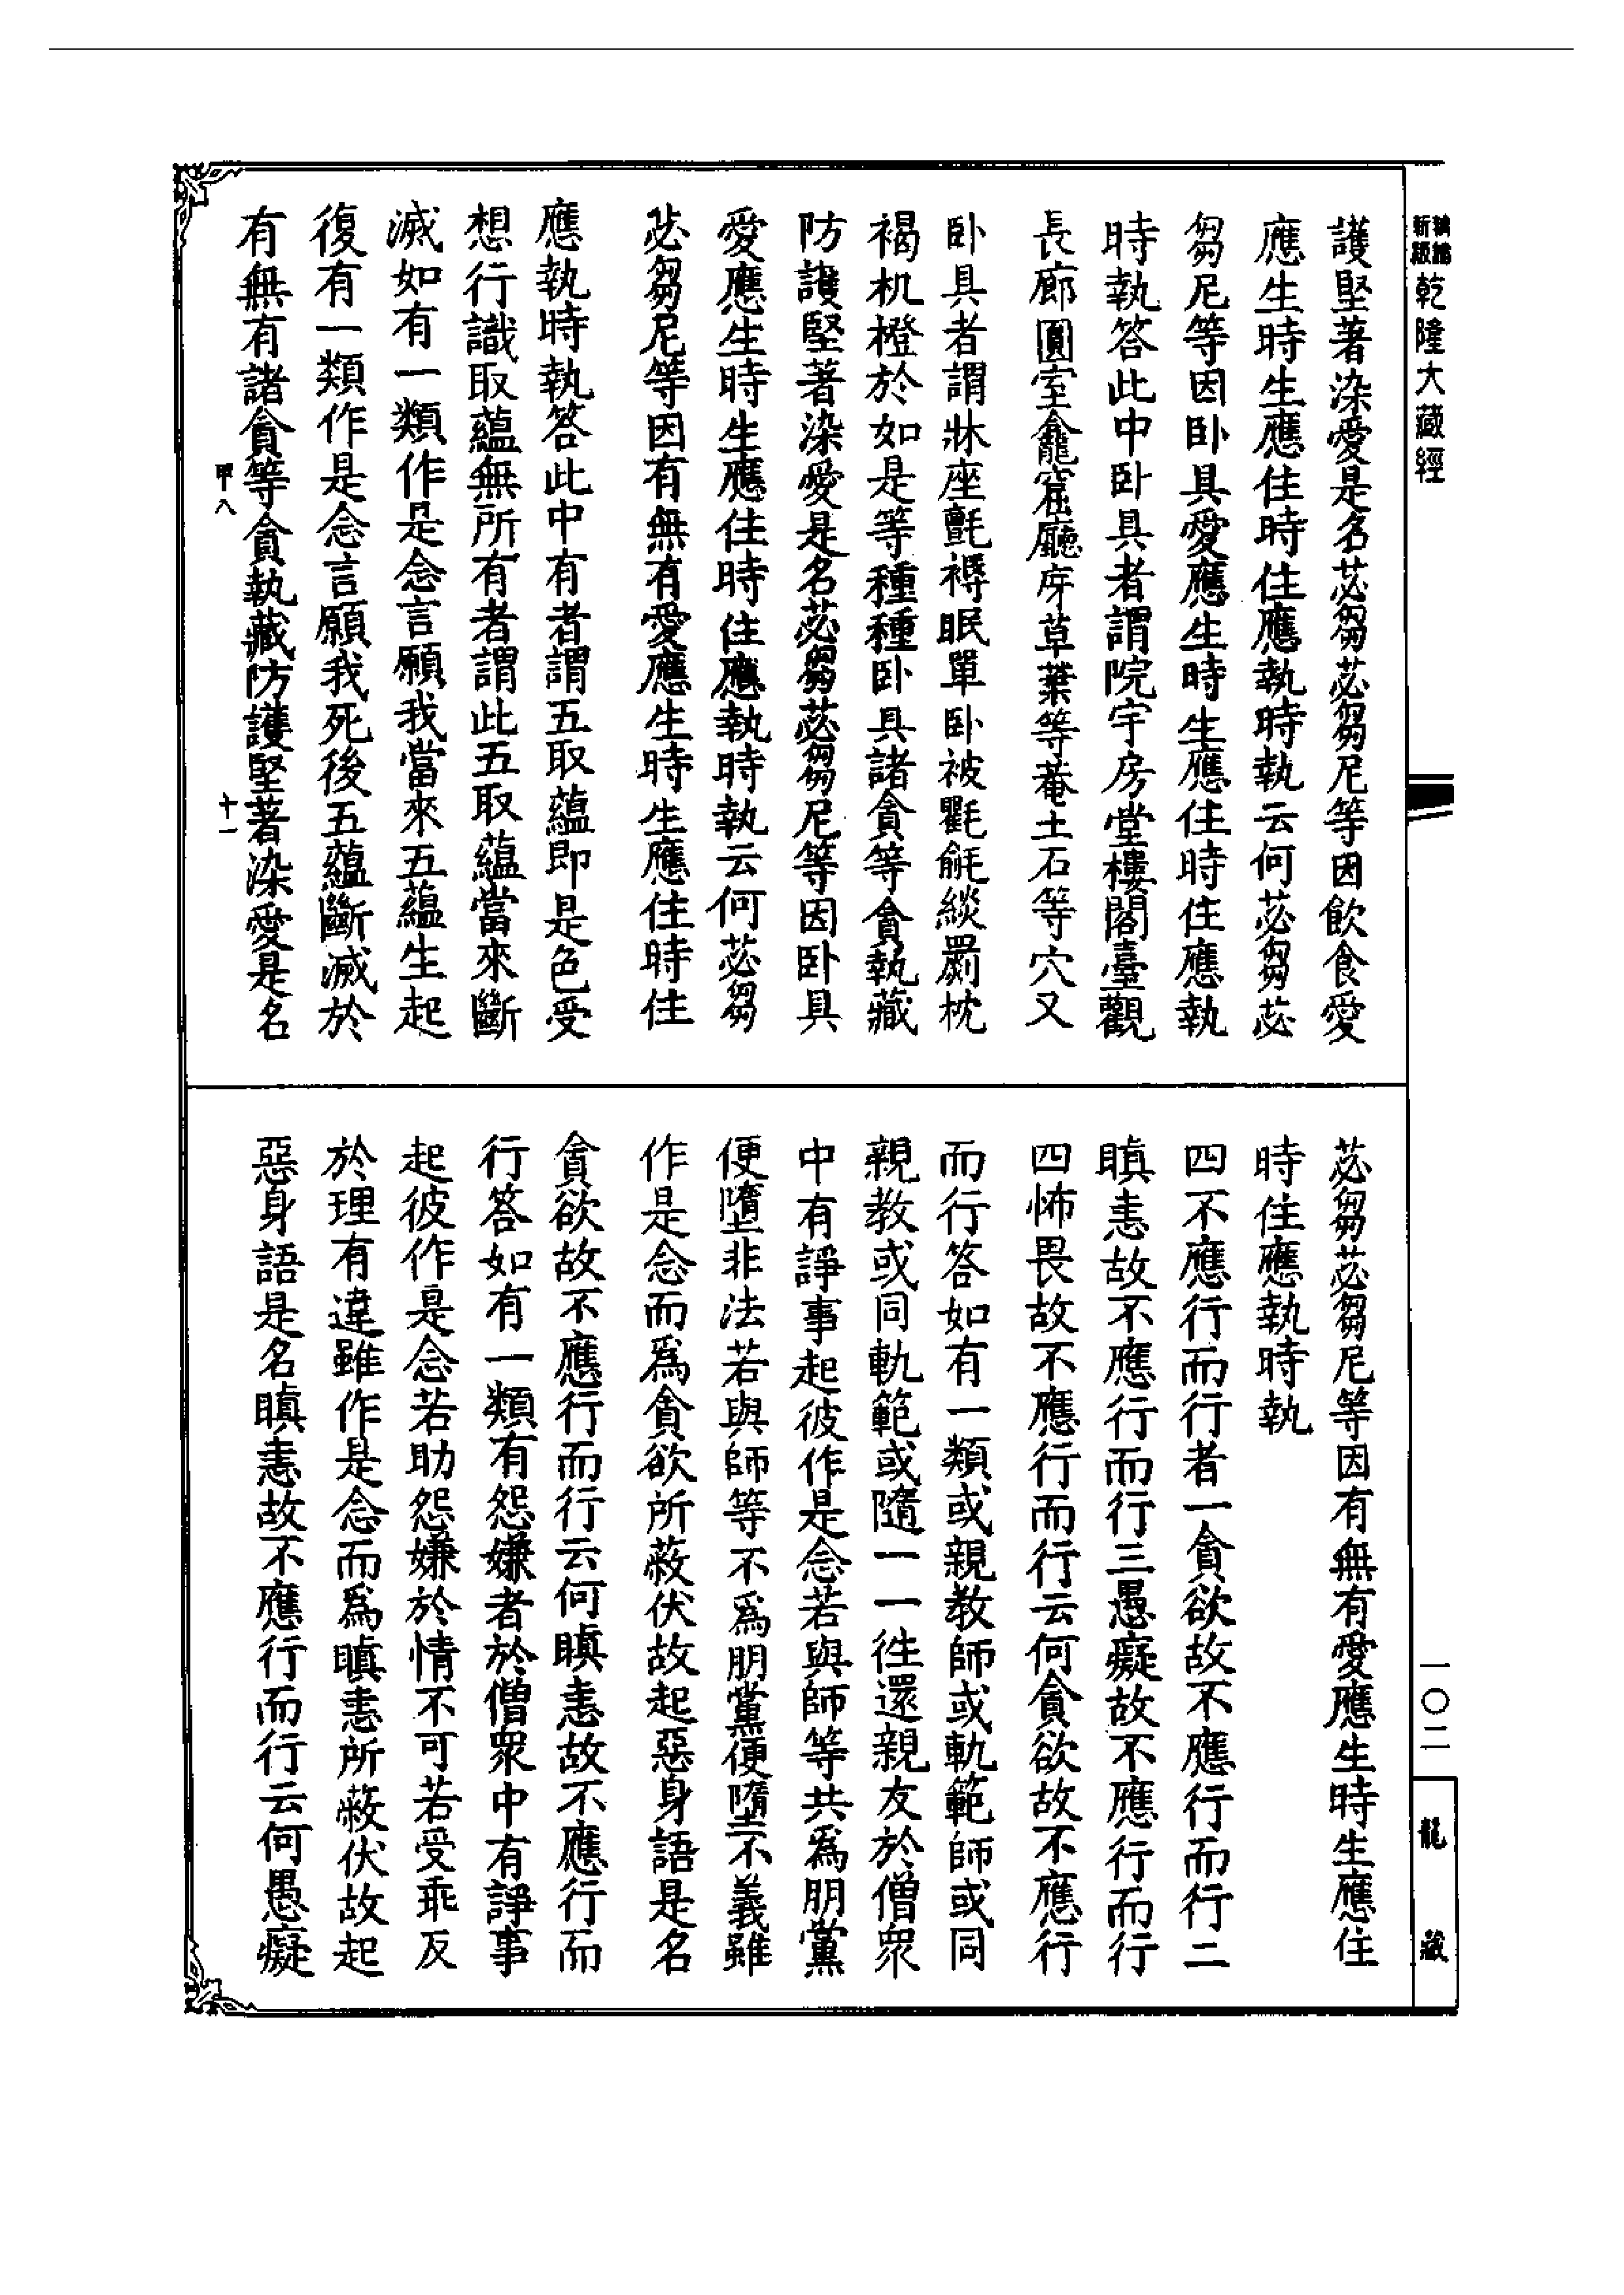 乾隆大藏經
護堅著染愛是名苾芻苾芻尼等因飲食愛
應生時生應住時住應執時執云何苾芻苾
芻尼等因卧具愛應生時生應住時住應執
時執答此中卧具者謂院宇房堂樓閣臺觀
長廊圓室龕窟廳庌草葉等菴土石等穴又
卧具者謂牀座氈褥眠單卧被氍毹緂罽枕
褐机橙於如是等種種卧具諸貪等貪執藏
防護堅著染愛是名苾芻苾芻尼等因卧具
愛應生時生應住時住應執時執云何苾芻
苾芻尼等因有無有愛應生時生應住時住
應執時執答此中有者謂五取蘊即是色受
想行識取蘊無所有者謂此五取蘊當來斷
滅如有一類作是念言願我當來五蘊生起
復有一類作是念言願我死後五蘊斷滅於
有無有諸貪等貪執藏防護堅著染愛是名
甲八 十一
苾芻苾芻尼等因有無有愛應生時生應住
時住應執時執
四不應行而行者一貪欲故不應行而行二
瞋恚故不應行而行三愚癡故不應行而行
四怖畏故不應行而行云何貪欲故不應行
而行答如有一類或親教師或軌範師或同
親教或同軌範或隨一一往還親友於僧眾
中有諍事起彼作是念若與師等共爲朋黨
便墮非法若與師等不爲朋黨便墮不義雖
作是念而爲貪欲所蔽伏故起惡身語是名
貪欲故不應行而行云何瞋恚故不應行而
行答如有一類有怨嫌者於僧眾中有諍事
起彼作是念若助怨嫌於情不可若受乖反
於理有違雖作是念而爲瞋恚所蔽伏故起
惡身語是名瞋恚故不應行而行云何愚癡
一〇二
龍藏